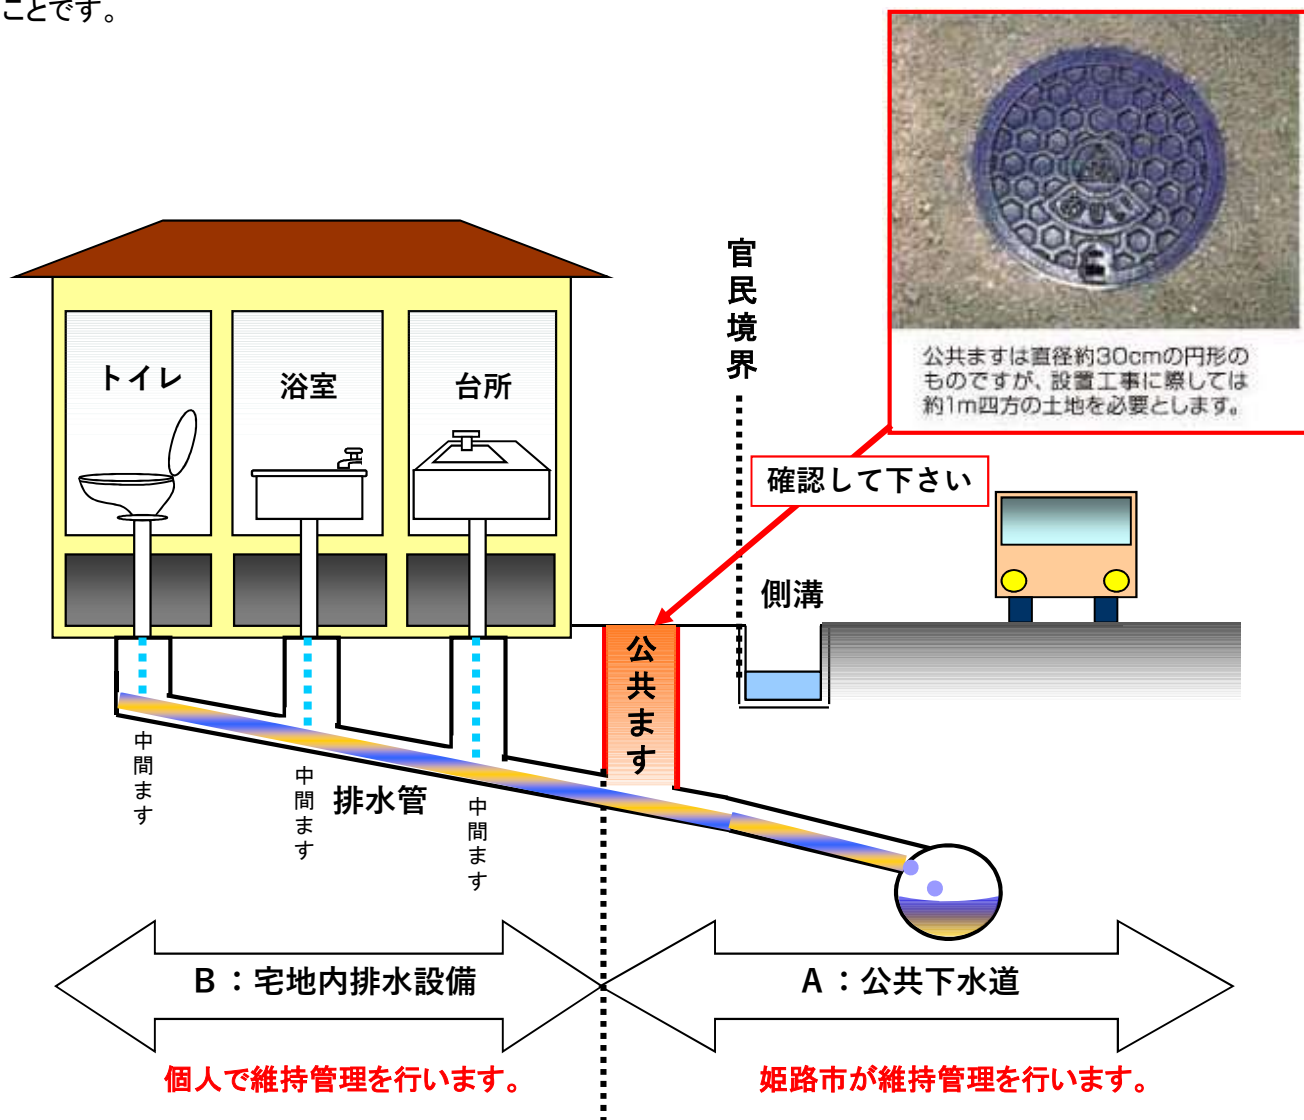 ことです。
官民境界
公共ますは直径約30cmの円形の
ものですが、設置工事に際しては
約1m四方の土地を必要とします。
トイレ
浴室
台所
確認して下さい
側溝
公共ます
中間ます
中間ます
中間ます
排水管
B：宅地内排水設備
A：公共下水道
個人で維持管理を行います。
姫路市が維持管理を行います。